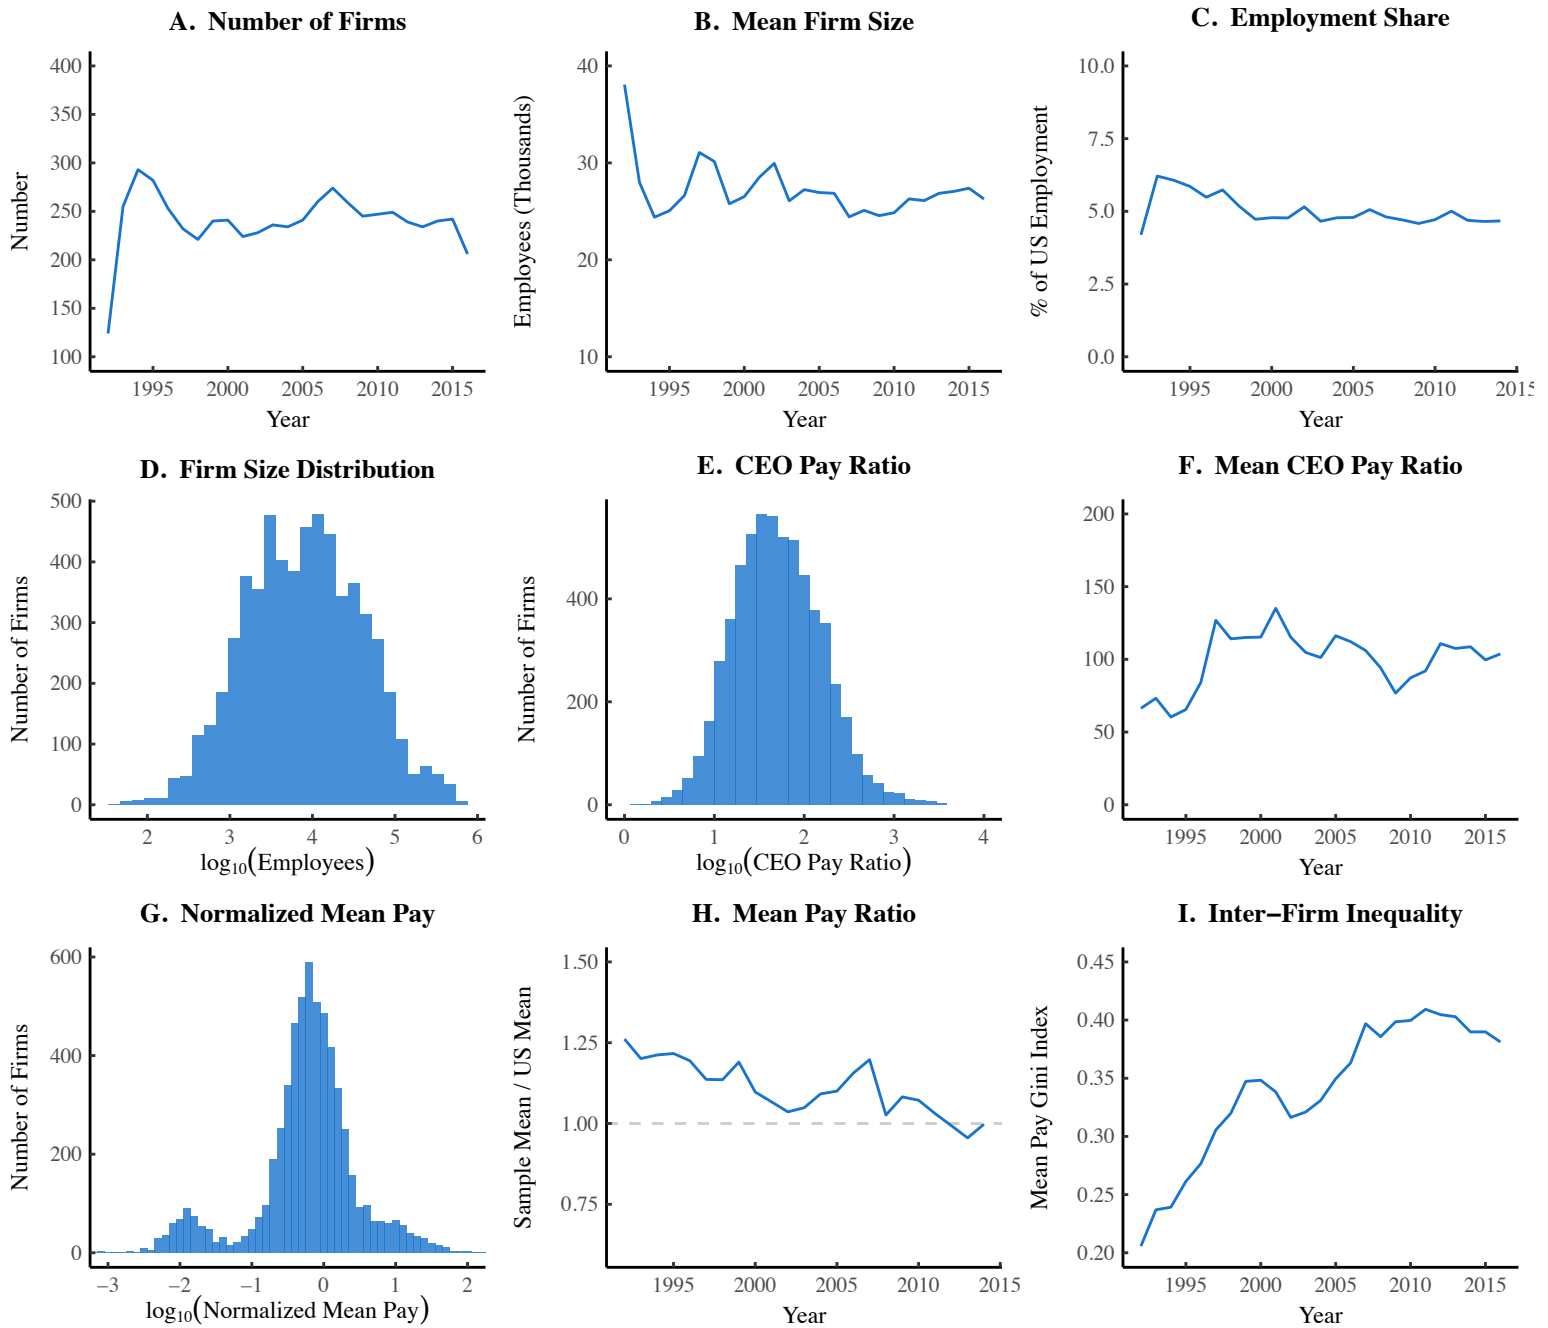 A. Number of Firms
Number
400
350
300
250
200
150
100
1995 2000 2005 2010 2015
Year
B. Mean Firm Size
Employees (Thousands)
40
30
20
10
1995 2000 2005 2010 2015
Year
C. Employment Share
% of US Employment
10.0
7.5
5.0
2.5
0.0
1995 2000 2005 2010 2015
Year
D. Firm Size Distribution
Number of Firms
500
400
300
200
100
0
2 3 4 5 6
log10(Employees)
E. CEO Pay Ratio
Number of Firms
400
200
0
0 1 2 3 4
log10(CEO Pay Ratio)
F. Mean CEO Pay Ratio
200
150
100
50
0
1995 2000 2005 2010 2015
Year
G. Normalized Mean Pay
Number of Firms
600
400
200
0
−3 −2 −1 0 1 2
log10(Normalized Mean Pay)
H. Mean Pay Ratio
Sample Mean / US Mean
1.50
1.25
1.00
0.75
1995 2000 2005 2010 2015
Year
I. Inter−Firm Inequality
Mean Pay Gini Index
0.45
0.40
0.35
0.30
0.25
0.20
1995 2000 2005 2010 2015
Year